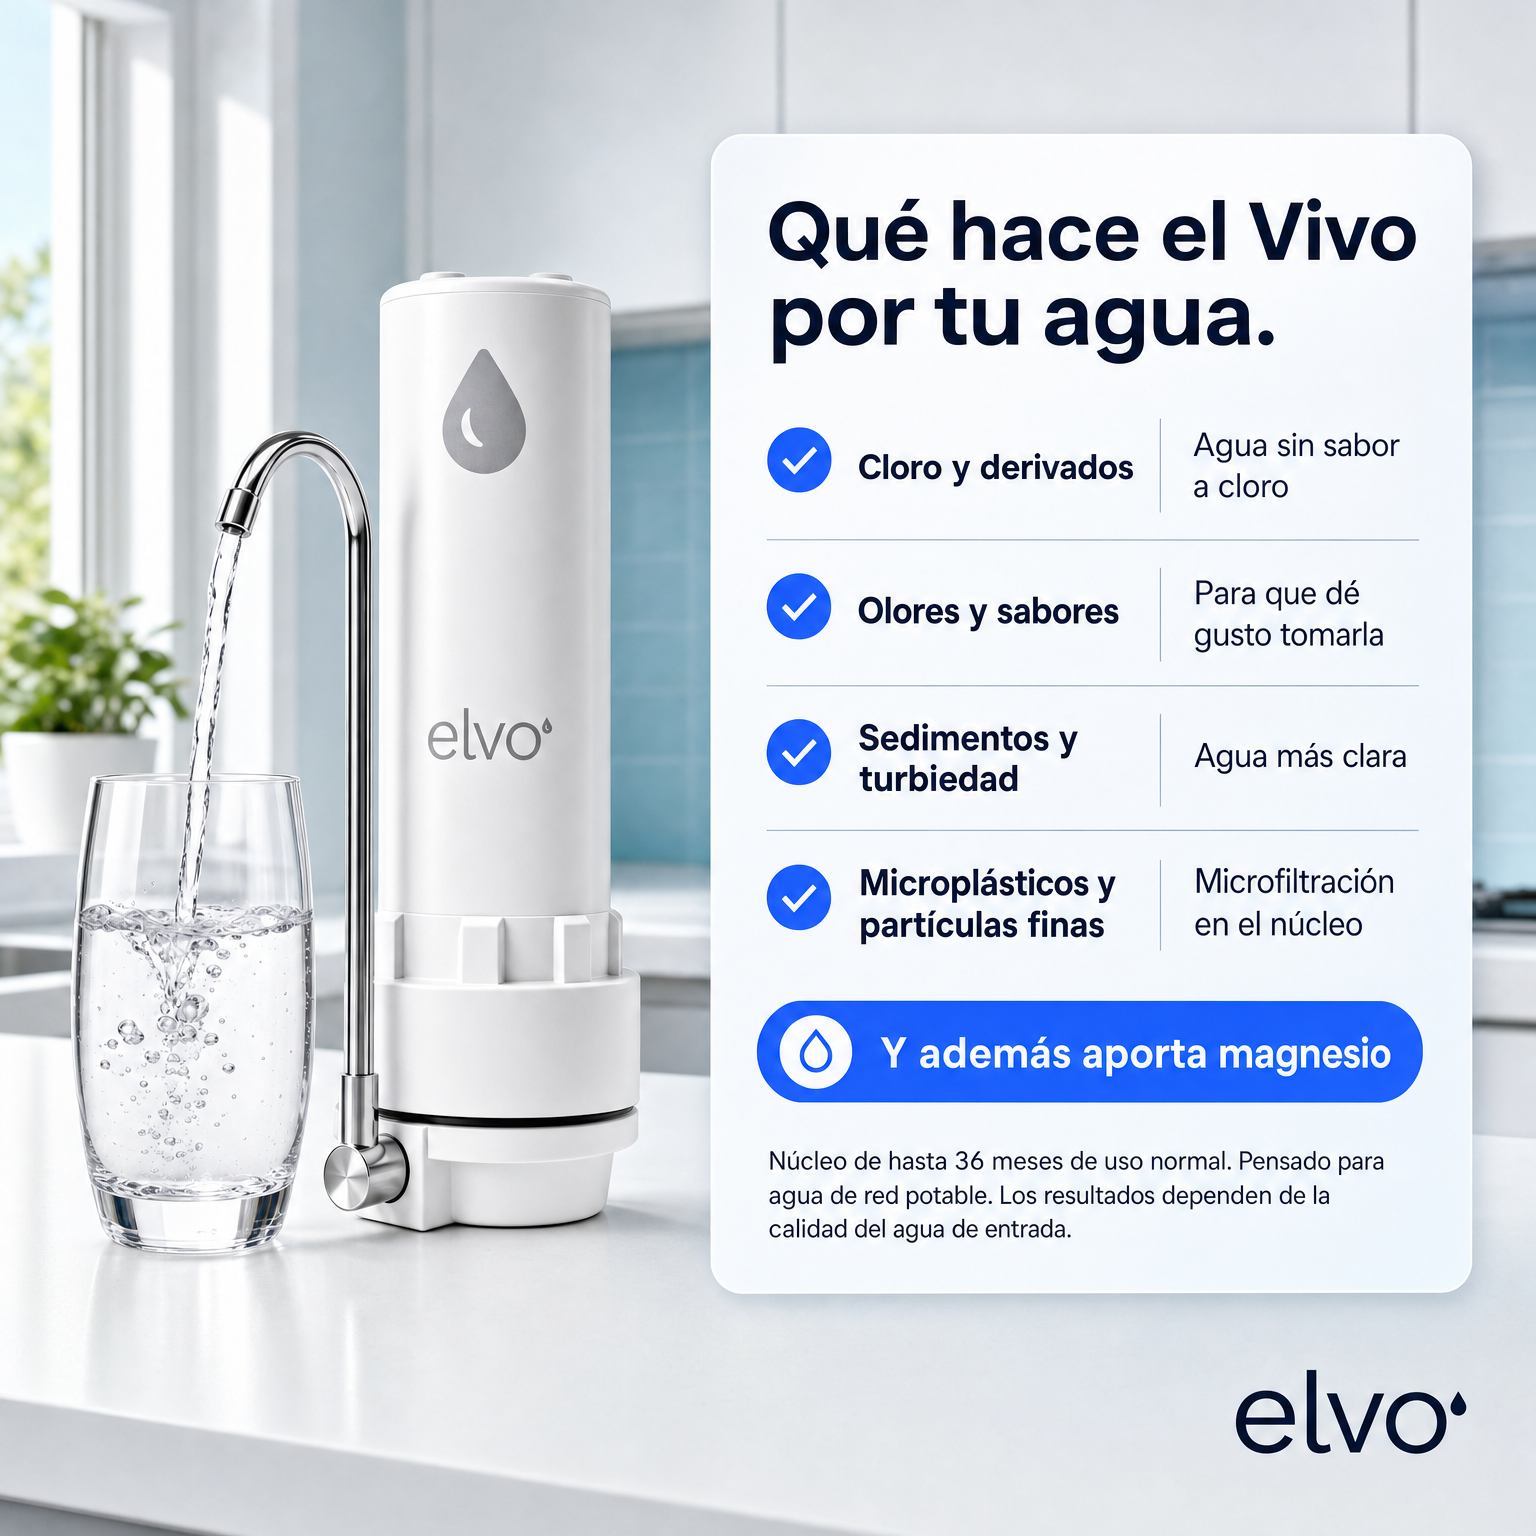 Qué hace el Vivo
por tu agua.
Cloro y derivados
Agua sin sabor
a cloro
Olores y sabores
Para que dé
gusto tomarla
Sedimentos y
turbiedad
Agua más clara
Microplásticos y
partículas finas
Microfiltración
en el núcleo
Y además aporta magnesio
Núcleo de hasta 36 meses de uso normal. Pensado para
agua de red potable. Los resultados dependen de la
calidad del agua de entrada.
elvo
elvo